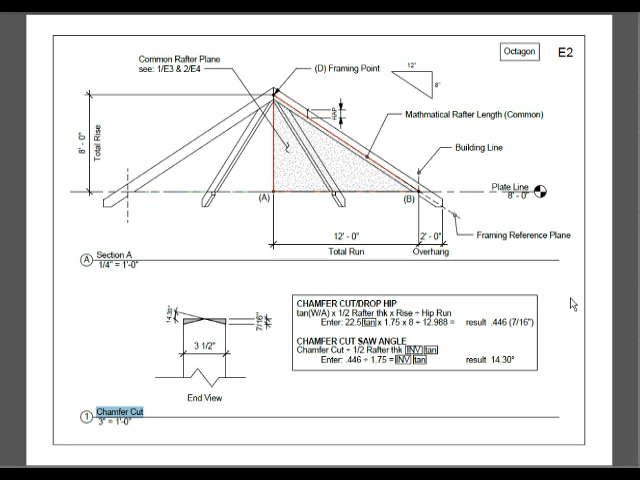 Octagon
E2
Common Rafter Plane
see: 1/E3 & 2/E4
(D) Framing Point
12"
8"
HAP
Mathmatical Rafter Length (Common)
Building Line
8' - 0"
Total Rise
Plate Line
8' - 0"
(A)
(B)
Framing Reference Plane
12' - 0"
2' - 0"
Total Run
Overhang
A
Section A
1/4" = 1'-0"
14.30°
7/16"
3 1/2"
End View
CHAMFER CUT/DROP HIP
tan(W/A) x 1/2 Rafter thk x Rise ÷ Hip Run
Enter: 22.5 tan x 1.75 x 8 ÷ 12.988 = result .446 (7/16")
CHAMFER CUT SAW ANGLE
Chamfer Cut ÷ 1/2 Rafter thk INV tan
Enter: .446 ÷ 1.75 = INV tan result 14.30°
1
Chamfer Cut
3" = 1'-0"